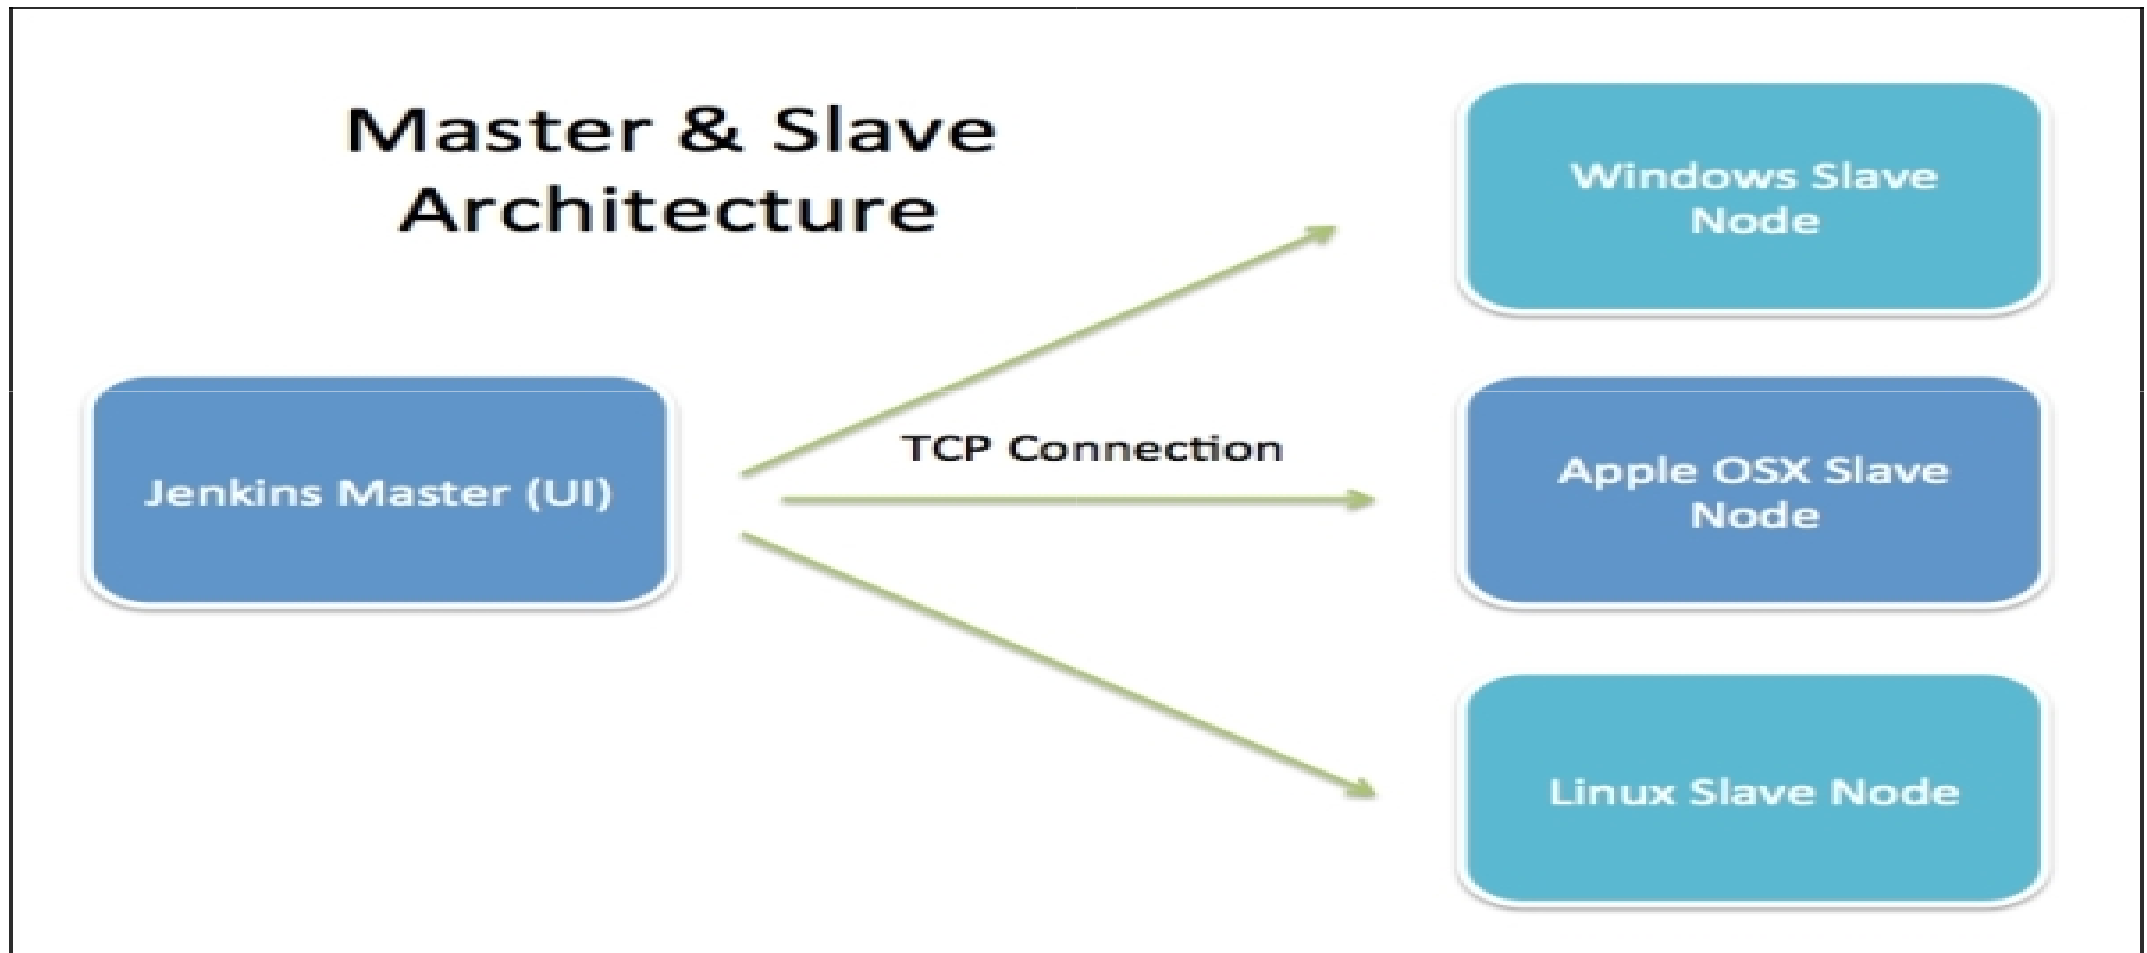 Master & Slave
Architecture
Windows Slave
Node
TCP Connection
Jenkins Master (UI)
Apple OSX Slave
Node
Linux Slave Node